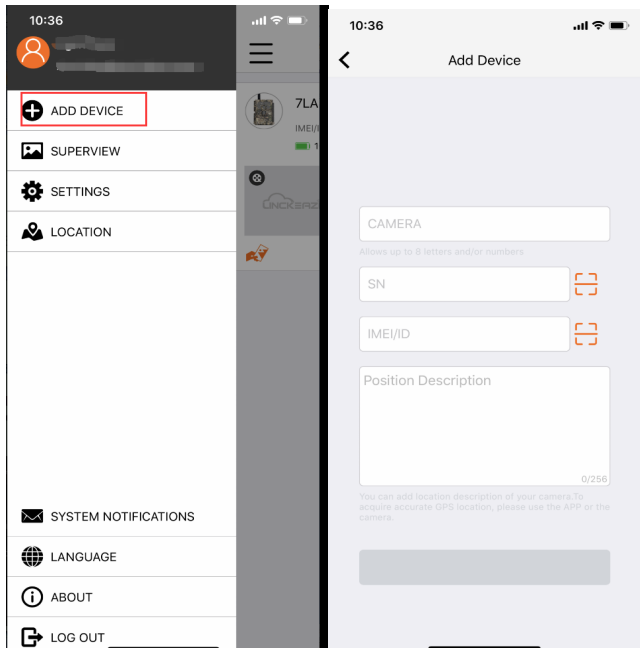 10:36
ADD DEVICE
SUPERVIEW
SETTINGS
LOCATION
SYSTEM NOTIFICATIONS
LANGUAGE
ABOUT
LOG OUT
7LA
IMEI/I
1
10:36
Add Device
CAMERA
Allows up to 6 letters and/or numbers
SN
IMEI/ID
Position Description
0/256
You can add location description of your camera.To
acquire accurate GPS location, please use the APP or the
camera.